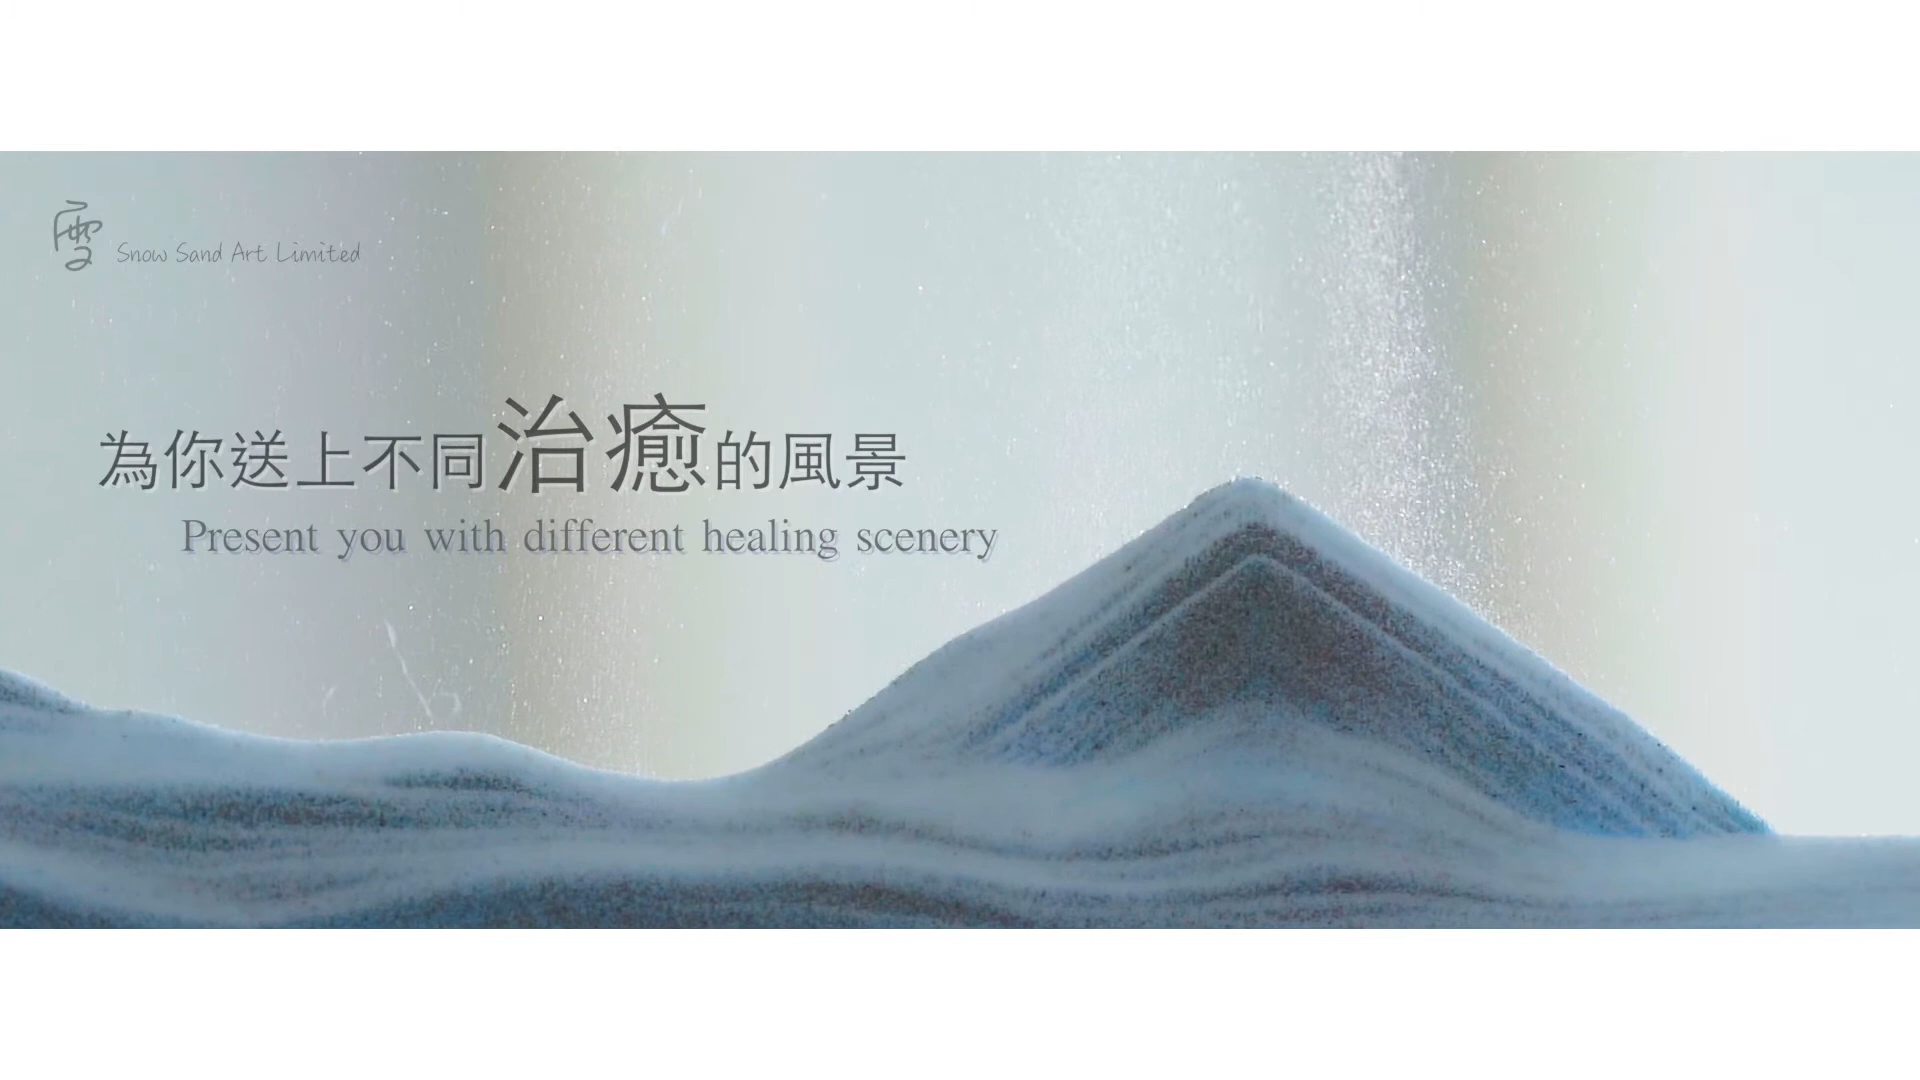 雪 Snow Sand Art Limited
為你送上不同治癒的風景
Present you with different healing scenery